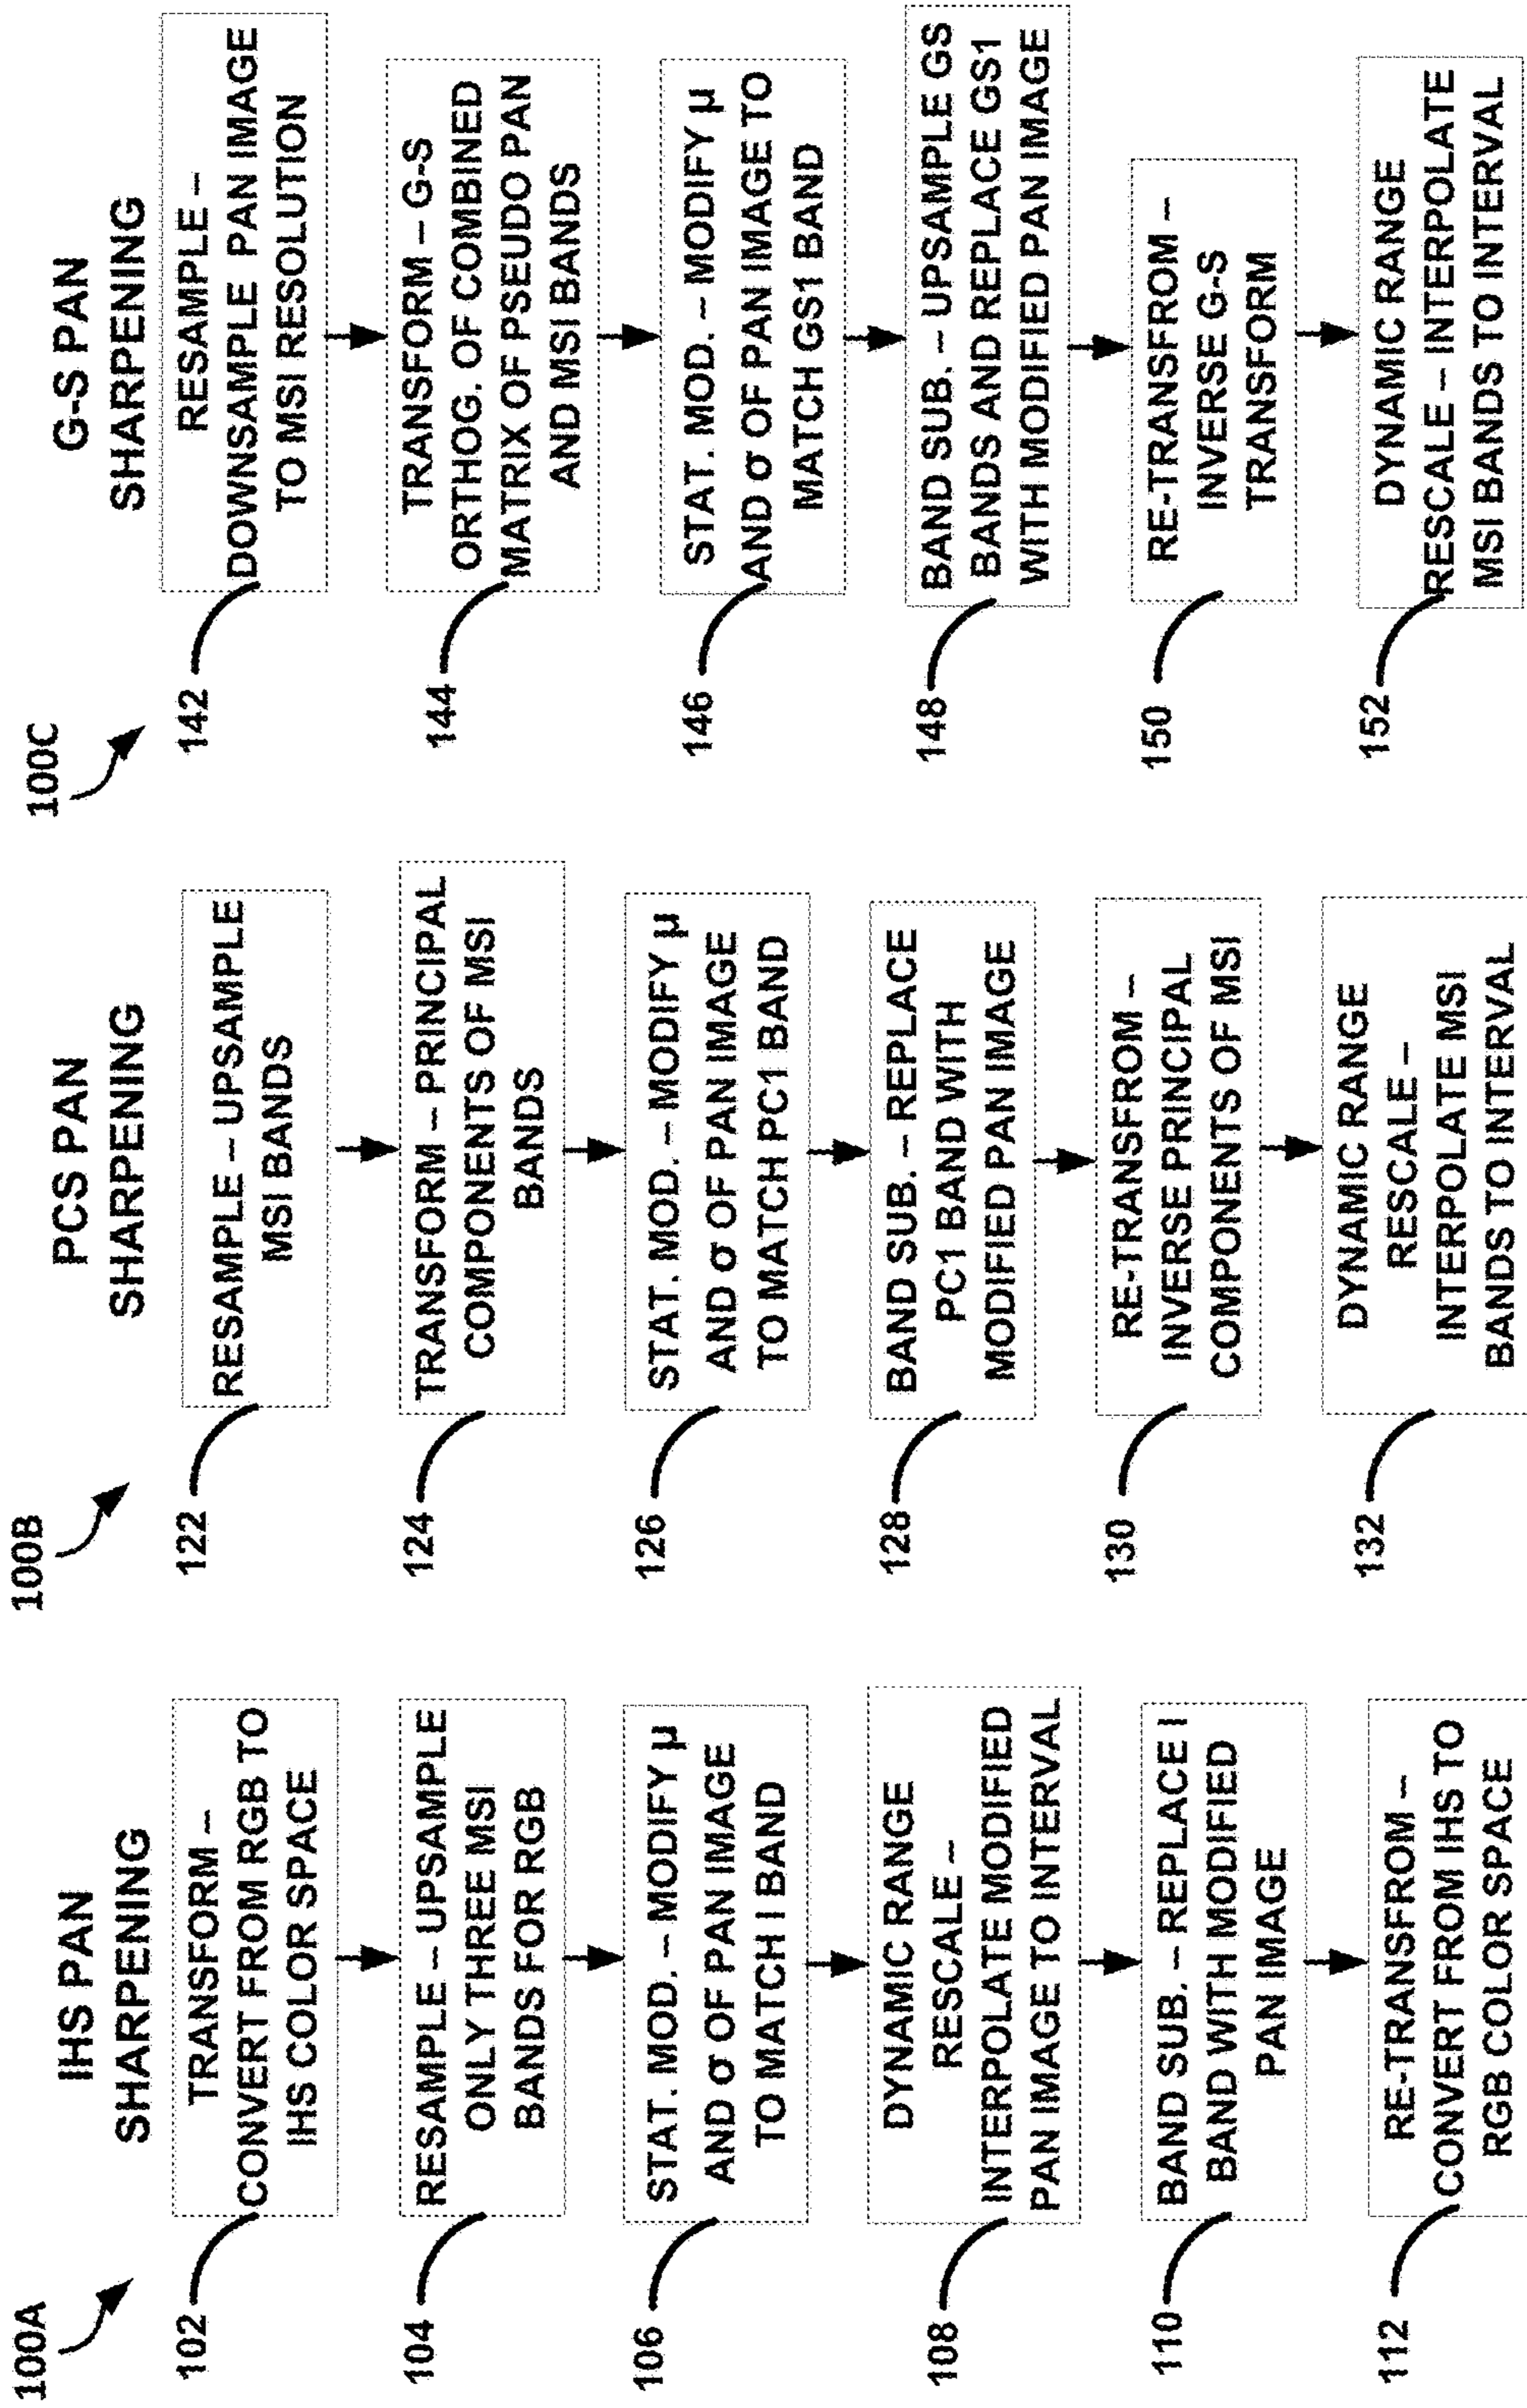 100A
IHS PAN
SHARPENING
102
TRANSFORM –
CONVERT FROM RGB TO
IHS COLOR SPACE
104
RESAMPLE – UPSAMPLE
ONLY THREE MSI
BANDS FOR RGB
106
STAT. MOD. – MODIFY µ
AND σ OF PAN IMAGE
TO MATCH I BAND
108
DYNAMIC RANGE
RESCALE –
INTERPOLATE MODIFIED
PAN IMAGE TO INTERVAL
110
BAND SUB. – REPLACE I
BAND WITH MODIFIED
PAN IMAGE
112
RE-TRANSFROM –
CONVERT FROM IHS TO
RGB COLOR SPACE
100B
PCS PAN
SHARPENING
122
RESAMPLE – UPSAMPLE
MSI BANDS
124
TRANSFORM – PRINCIPAL
COMPONENTS OF MSI
BANDS
126
STAT. MOD. – MODIFY µ
AND σ OF PAN IMAGE
TO MATCH PC1 BAND
128
BAND SUB. – REPLACE
PC1 BAND WITH
MODIFIED PAN IMAGE
130
RE-TRANSFROM –
INVERSE PRINCIPAL
COMPONENTS OF MSI
132
DYNAMIC RANGE
RESCALE –
INTERPOLATE MSI
BANDS TO INTERVAL
100C
G-S PAN
SHARPENING
142
RESAMPLE –
DOWNSAMPLE PAN IMAGE
TO MSI RESOLUTION
144
TRANSFORM – G-S
ORTHOG. OF COMBINED
MATRIX OF PSEUDO PAN
AND MSI BANDS
146
STAT. MOD. – MODIFY µ
AND σ OF PAN IMAGE TO
MATCH GS1 BAND
148
BAND SUB. – UPSAMPLE GS
BANDS AND REPLACE GS1
WITH MODIFIED PAN IMAGE
150
RE-TRANSFROM –
INVERSE G-S
TRANSFORM
152
DYNAMIC RANGE
RESCALE – INTERPOLATE
MSI BANDS TO INTERVAL